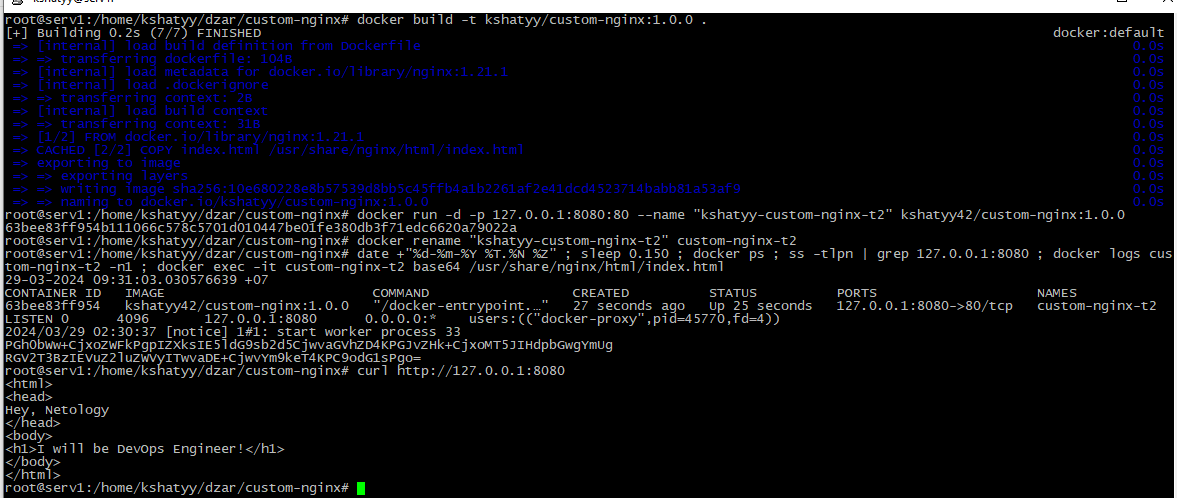 root@serv1:/home/kshatyy/dzar/custom-nginx# docker build -t kshatyy/custom-nginx:1.0.0 .
[+] Building 0.2s (7/7) FINISHED docker:default
=> [internal] load build definition from Dockerfile 0.0s
=> => transferring dockerfile: 104B 0.0s
=> [internal] load metadata for docker.io/library/nginx:1.21.1 0.0s
=> [internal] load .dockerignore 0.0s
=> => transferring context: 2B 0.0s
=> [internal] load build context 0.0s
=> => transferring context: 31B 0.0s
=> [1/2] FROM docker.io/library/nginx:1.21.1 0.0s
=> CACHED [2/2] COPY index.html /usr/share/nginx/html/index.html 0.0s
=> exporting to image 0.0s
=> => exporting layers 0.0s
=> => writing image sha256:10e680228e8b57539d8bb5c45ffb4a1b2261af2e41dcd4523714babb81a53af9 0.0s
=> => naming to docker.io/kshatyy/custom-nginx:1.0.0 0.0s
root@serv1:/home/kshatyy/dzar/custom-nginx# docker run -d -p 127.0.0.1:8080:80 --name "kshatyy-custom-nginx-t2" kshatyy42/custom-nginx:1.0.0
63bee83ff954b111066c578c5701d010447be01fe380db3f71edc6620a79022a
root@serv1:/home/kshatyy/dzar/custom-nginx# docker rename "kshatyy-custom-nginx-t2" custom-nginx-t2
root@serv1:/home/kshatyy/dzar/custom-nginx# date +"%d-%m-%Y %T.%N %Z" ; sleep 0.150 ; docker ps ; ss -tlpn | grep 127.0.0.1:8080 ; docker logs cus
tom-nginx-t2 -n1 ; docker exec -it custom-nginx-t2 base64 /usr/share/nginx/html/index.html
29-03-2024 09:31:03.030576639 +07
CONTAINER ID IMAGE COMMAND CREATED STATUS PORTS NAMES
63bee83ff954 kshatyy42/custom-nginx:1.0.0 "/docker-entrypoint.…" 27 seconds ago Up 25 seconds 127.0.0.1:8080->80/tcp custom-nginx-t2
LISTEN 0 4096 127.0.0.1:8080 0.0.0.0:* users:(("docker-proxy",pid=45770,fd=4))
2024/03/29 02:30:37 [notice] 1#1: start worker process 33
PGh0bWw+CjxoZWFkPgpIZXksIE5ldG9sb2d5CjwvaGVhZD4KPGJvZHk+CjxoMT5JIHdpbGwgYmUg
RGV2T3BzIEVuZ2luZWVyITwvaDE+CjwvYm9keT4KPC9odG1sPgo=
root@serv1:/home/kshatyy/dzar/custom-nginx# curl http://127.0.0.1:8080
<html>
<head>
Hey, Netology
</head>
<body>
<h1>I will be DevOps Engineer!</h1>
</body>
</html>
root@serv1:/home/kshatyy/dzar/custom-nginx#